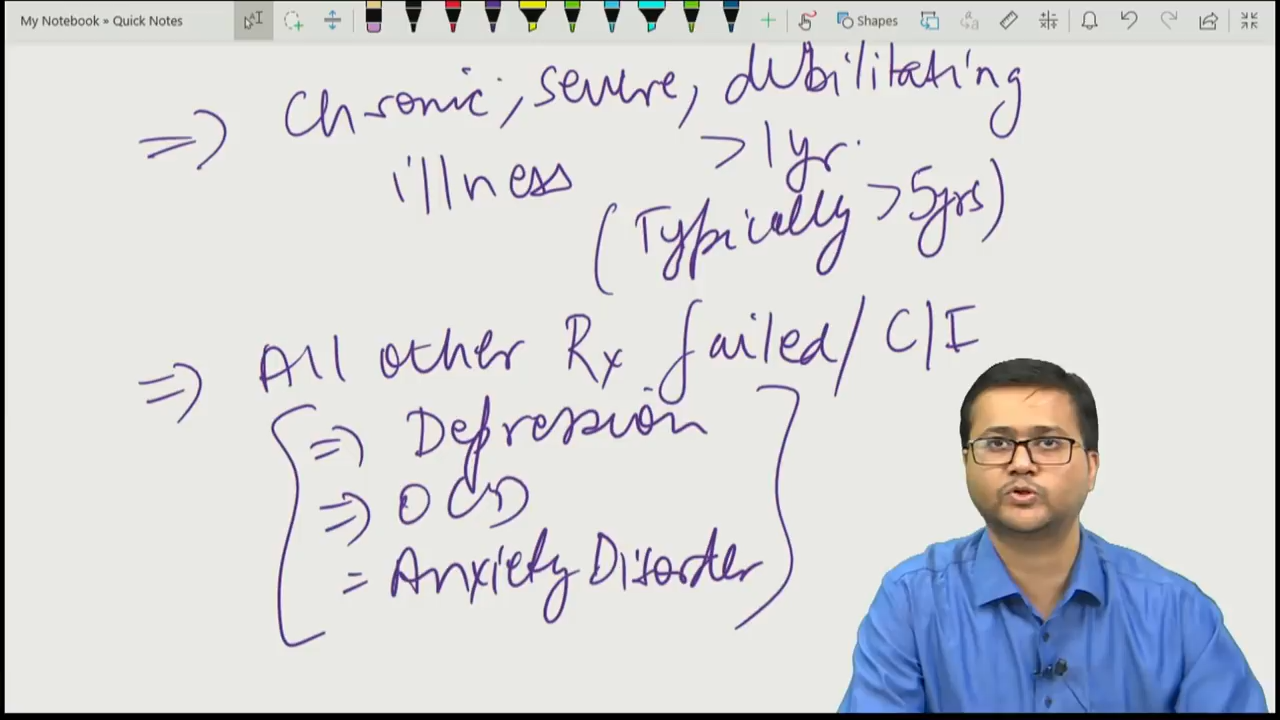 My Notebook » Quick Notes
Shapes
=> Chronic, severe, debilitating
illness >1yr.
(Typically >5yrs)
=> All other Rx failed/C/I
=> Depression
=> OCD
= Anxiety Disorder